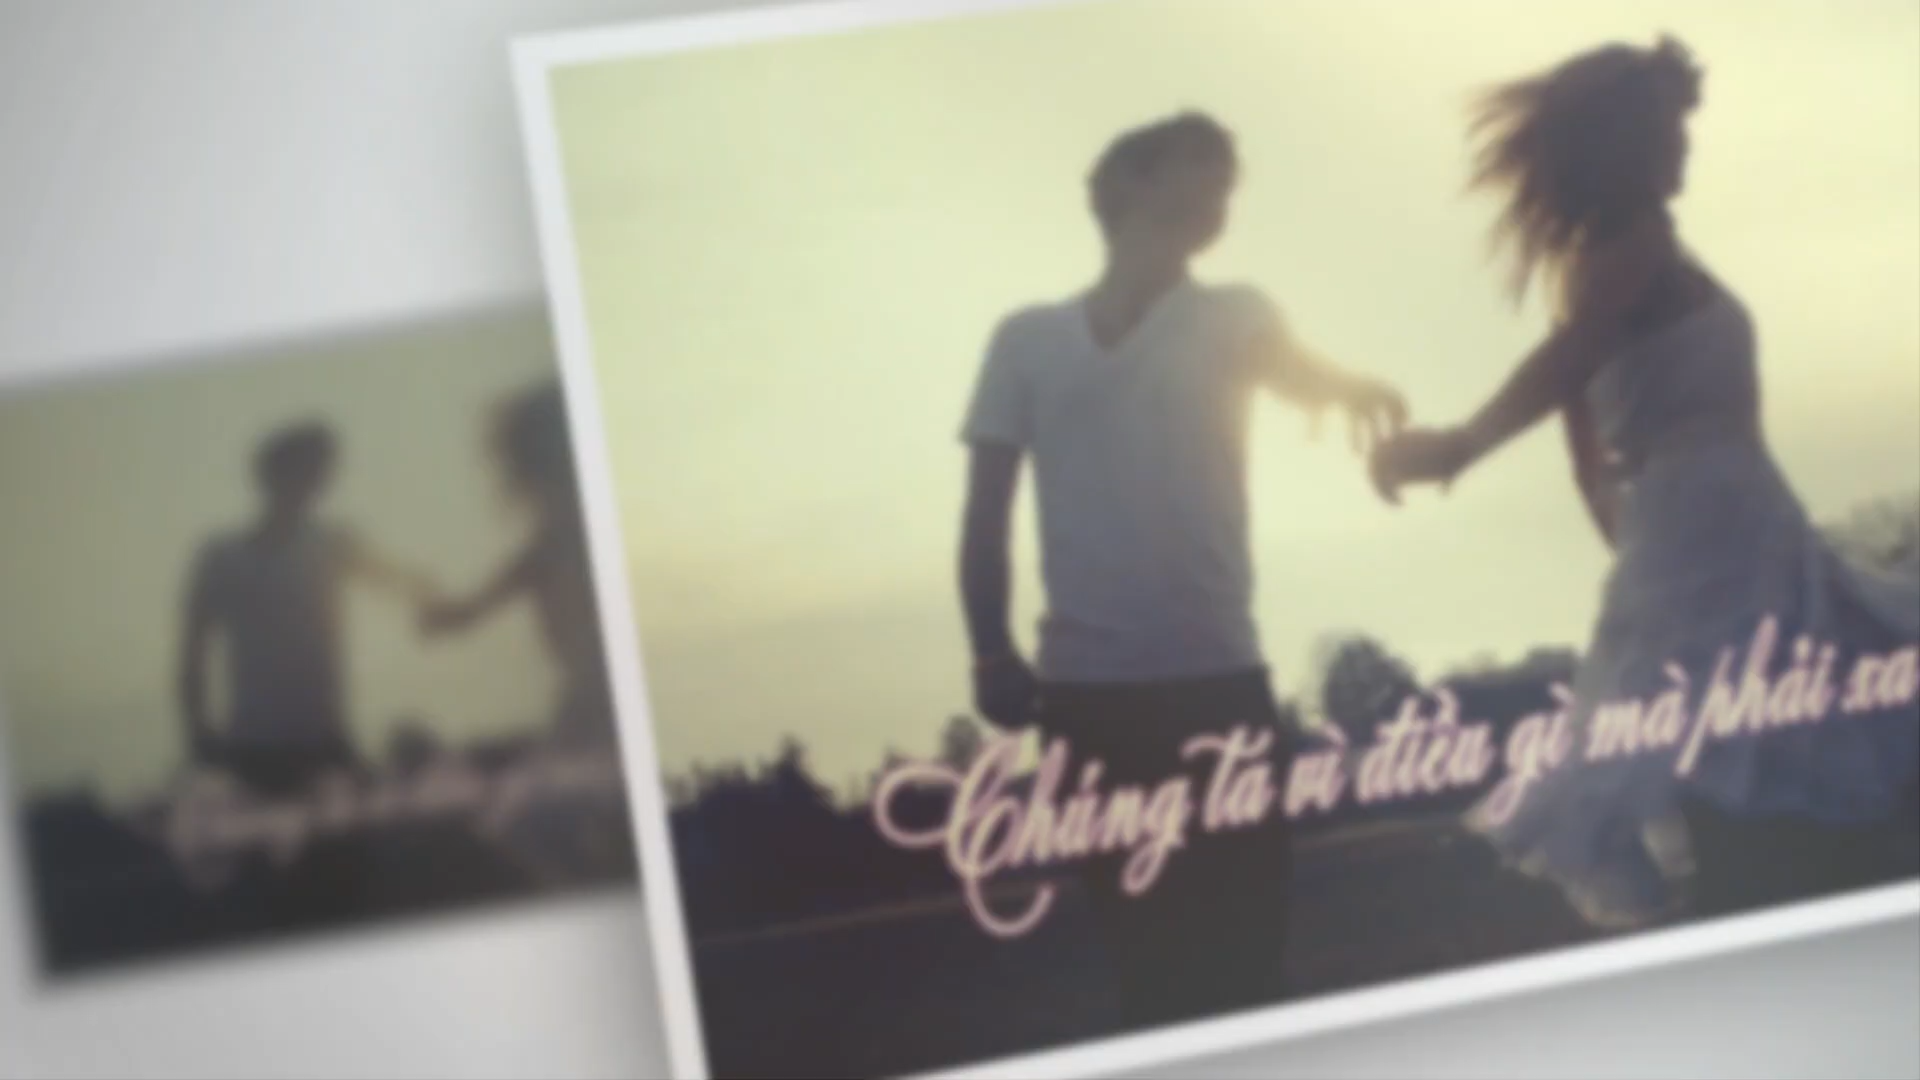 Chúng ta vì điều gì mà phải xa